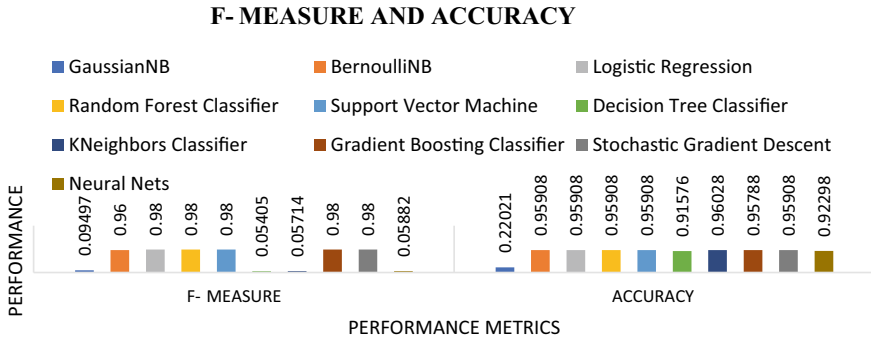 F- MEASURE AND ACCURACY
GaussianNB
BernoulliNB
Logistic Regression
Random Forest Classifier
Support Vector Machine
Decision Tree Classifier
KNeighbors Classifier
Gradient Boosting Classifier
Stochastic Gradient Descent
Neural Nets
PERFORMANCE
0.09497
0.96
0.98
0.98
0.98
0.05405
0.05714
0.98
0.98
0.05882
0.22021
0.95908
0.95908
0.95908
0.95908
0.91576
0.96028
0.95788
0.95908
0.92298
F- MEASURE
ACCURACY
PERFORMANCE METRICS